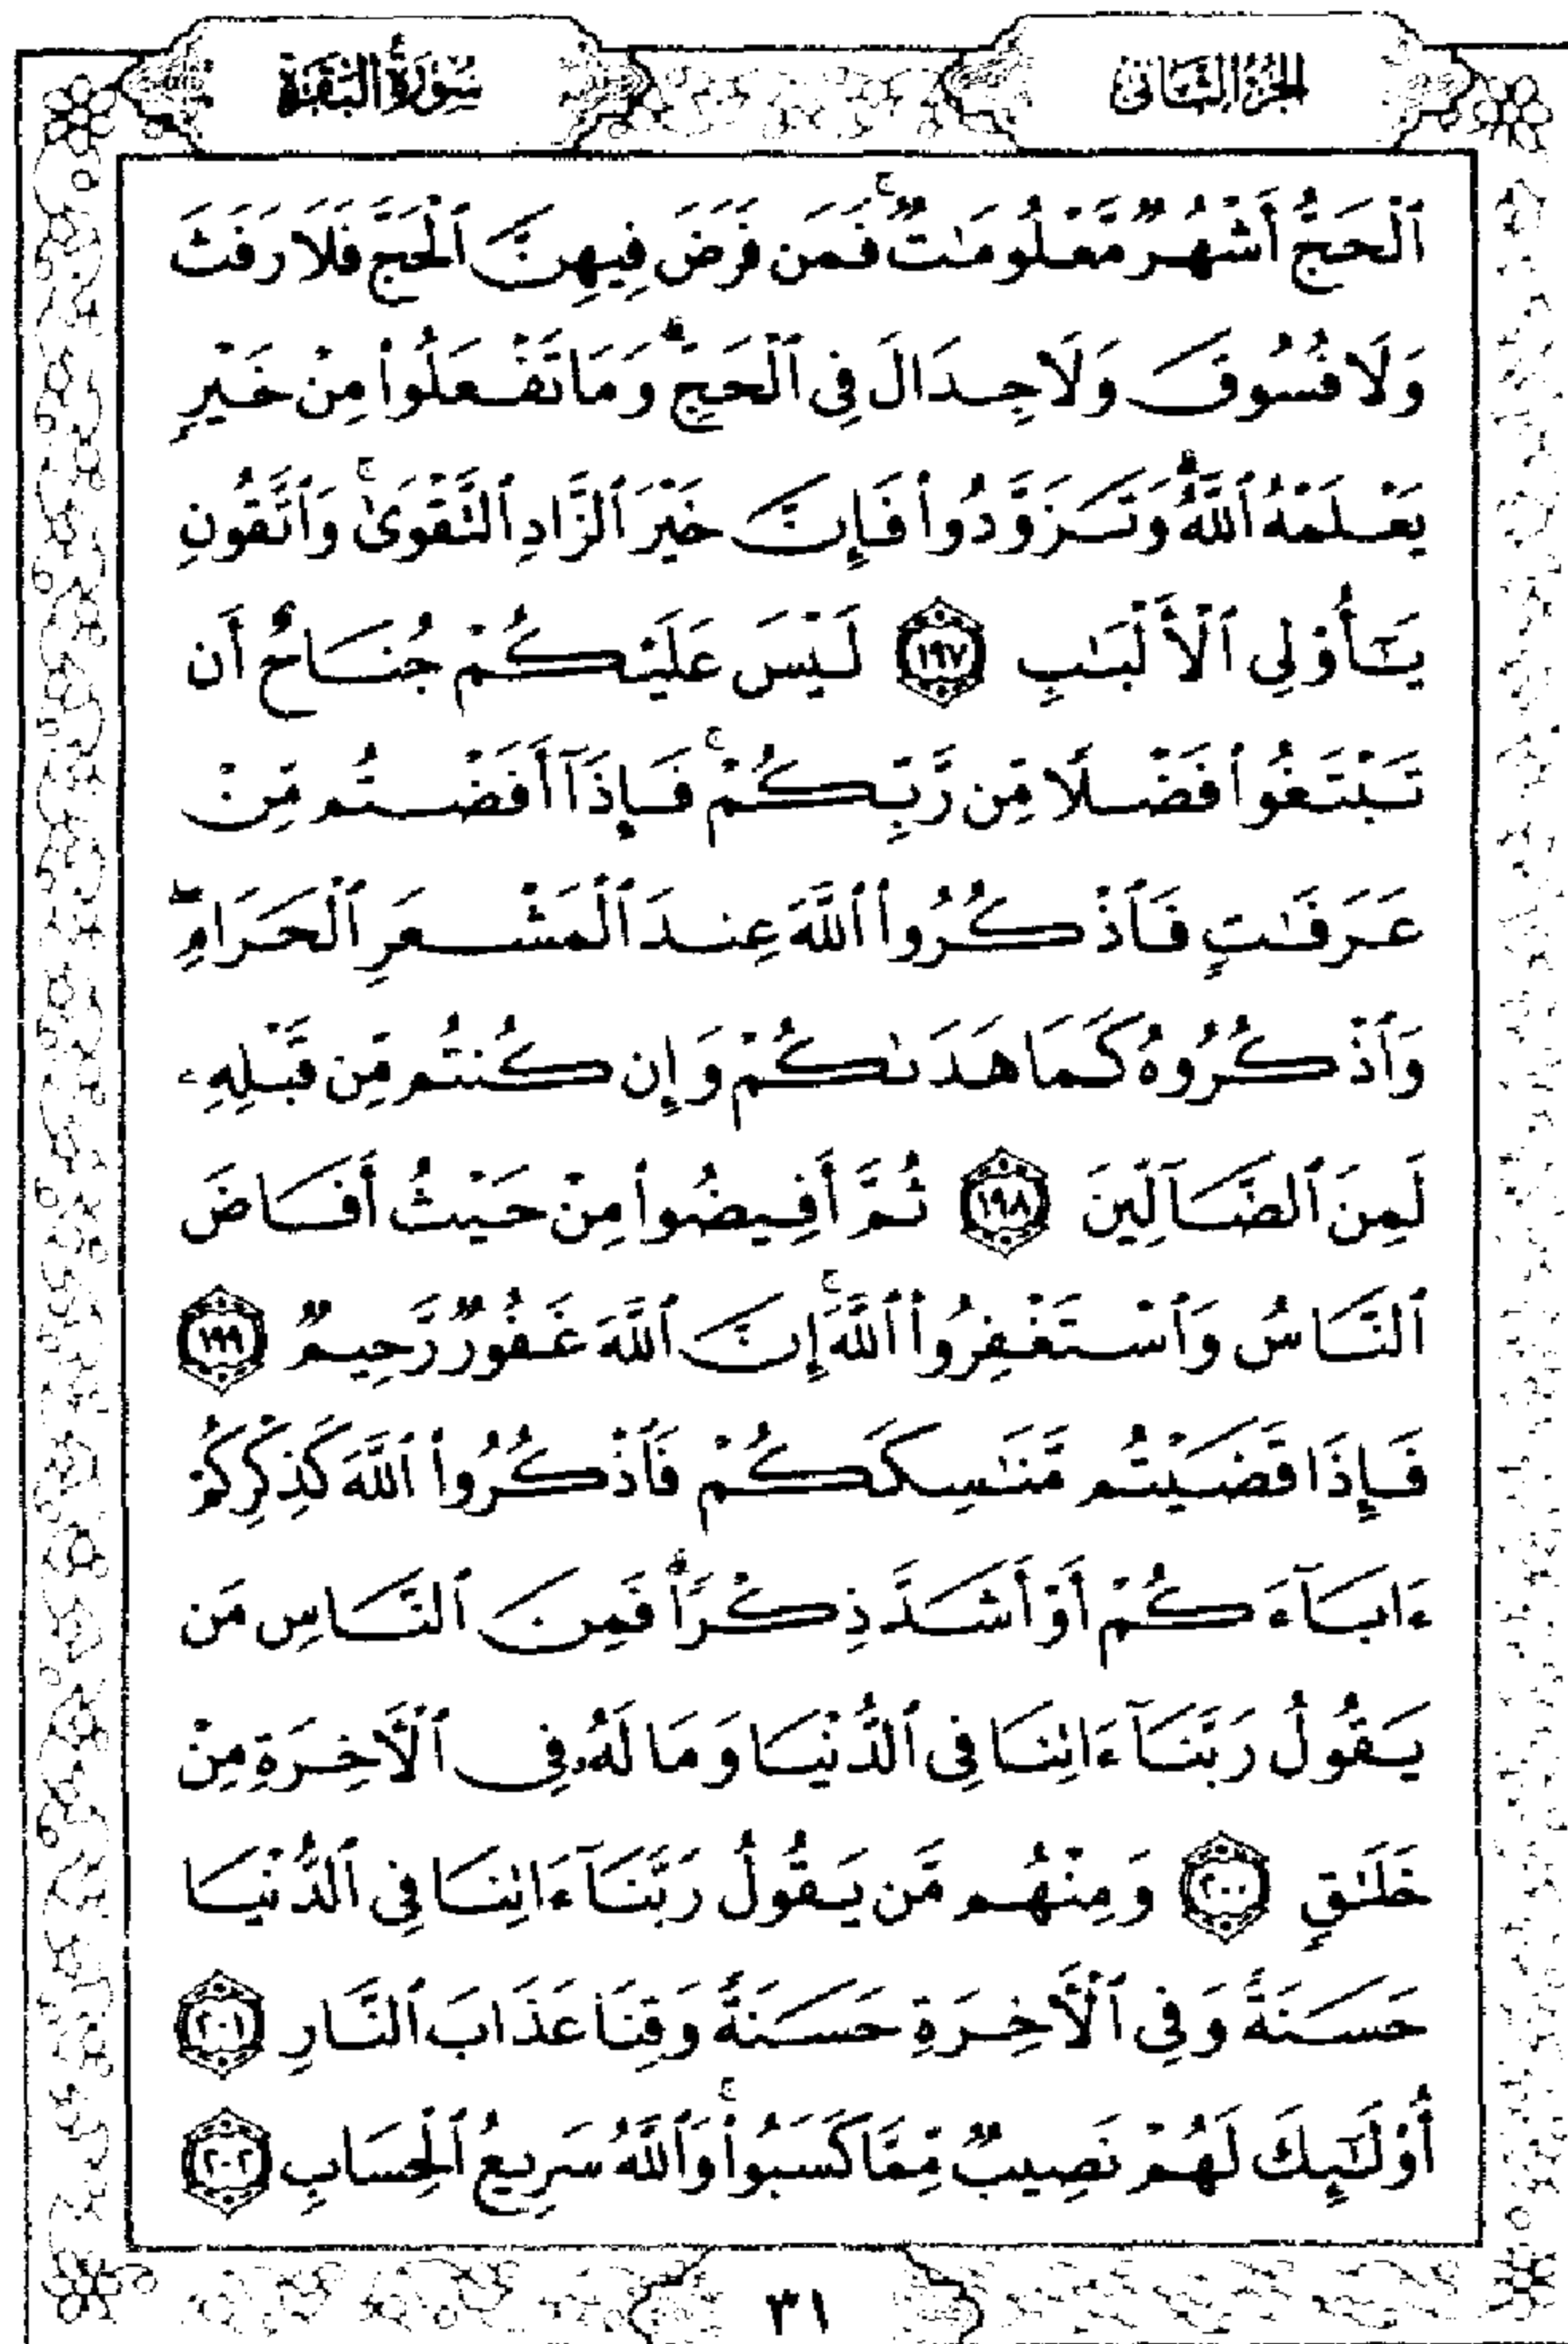 الجزء الثاني
سورة البقرة
ٱلْحَجُّ أَشْهُرٌ مَّعْلُومَٰتٌ ۚ فَمَن فَرَضَ فِيهِنَّ ٱلْحَجَّ فَلَا رَفَثَ
وَلَا فُسُوقَ وَلَا جِدَالَ فِى ٱلْحَجِّ ۗ وَمَا تَفْعَلُوا۟ مِنْ خَيْرٍ
يَعْلَمْهُ ٱللَّهُ ۗ وَتَزَوَّدُوا۟ فَإِنَّ خَيْرَ ٱلزَّادِ ٱلتَّقْوَىٰ ۚ وَٱتَّقُونِ
يَـٰٓأُو۟لِى ٱلْأَلْبَـٰبِ ١٩٧ لَيْسَ عَلَيْكُمْ جُنَاحٌ أَن
تَبْتَغُوا۟ فَضْلًا مِّن رَّبِّكُمْ ۚ فَإِذَآ أَفَضْتُم مِّنْ
عَرَفَـٰتٍ فَٱذْكُرُوا۟ ٱللَّهَ عِندَ ٱلْمَشْعَرِ ٱلْحَرَامِ ۖ
وَٱذْكُرُوهُ كَمَا هَدَىٰكُمْ وَإِن كُنتُم مِّن قَبْلِهِۦ
لَمِنَ ٱلضَّآلِّينَ ١٩٨ ثُمَّ أَفِيضُوا۟ مِنْ حَيْثُ أَفَاضَ
ٱلنَّاسُ وَٱسْتَغْفِرُوا۟ ٱللَّهَ ۚ إِنَّ ٱللَّهَ غَفُورٌ رَّحِيمٌ ١٩٩
فَإِذَا قَضَيْتُم مَّنَـٰسِكَكُمْ فَٱذْكُرُوا۟ ٱللَّهَ كَذِكْرِكُمْ
ءَابَآءَكُمْ أَوْ أَشَدَّ ذِكْرًا ۗ فَمِنَ ٱلنَّاسِ مَن
يَقُولُ رَبَّنَآ ءَاتِنَا فِى ٱلدُّنْيَا وَمَا لَهُۥ فِى ٱلْـَٔاخِرَةِ مِنْ
خَلَـٰقٍ ٢٠٠ وَمِنْهُم مَّن يَقُولُ رَبَّنَآ ءَاتِنَا فِى ٱلدُّنْيَا
حَسَنَةً وَفِى ٱلْـَٔاخِرَةِ حَسَنَةً وَقِنَا عَذَابَ ٱلنَّارِ ٢٠١
أُو۟لَـٰٓئِكَ لَهُمْ نَصِيبٌ مِّمَّا كَسَبُوا۟ ۚ وَٱللَّهُ سَرِيعُ ٱلْحِسَابِ ٢٠٢
٣١